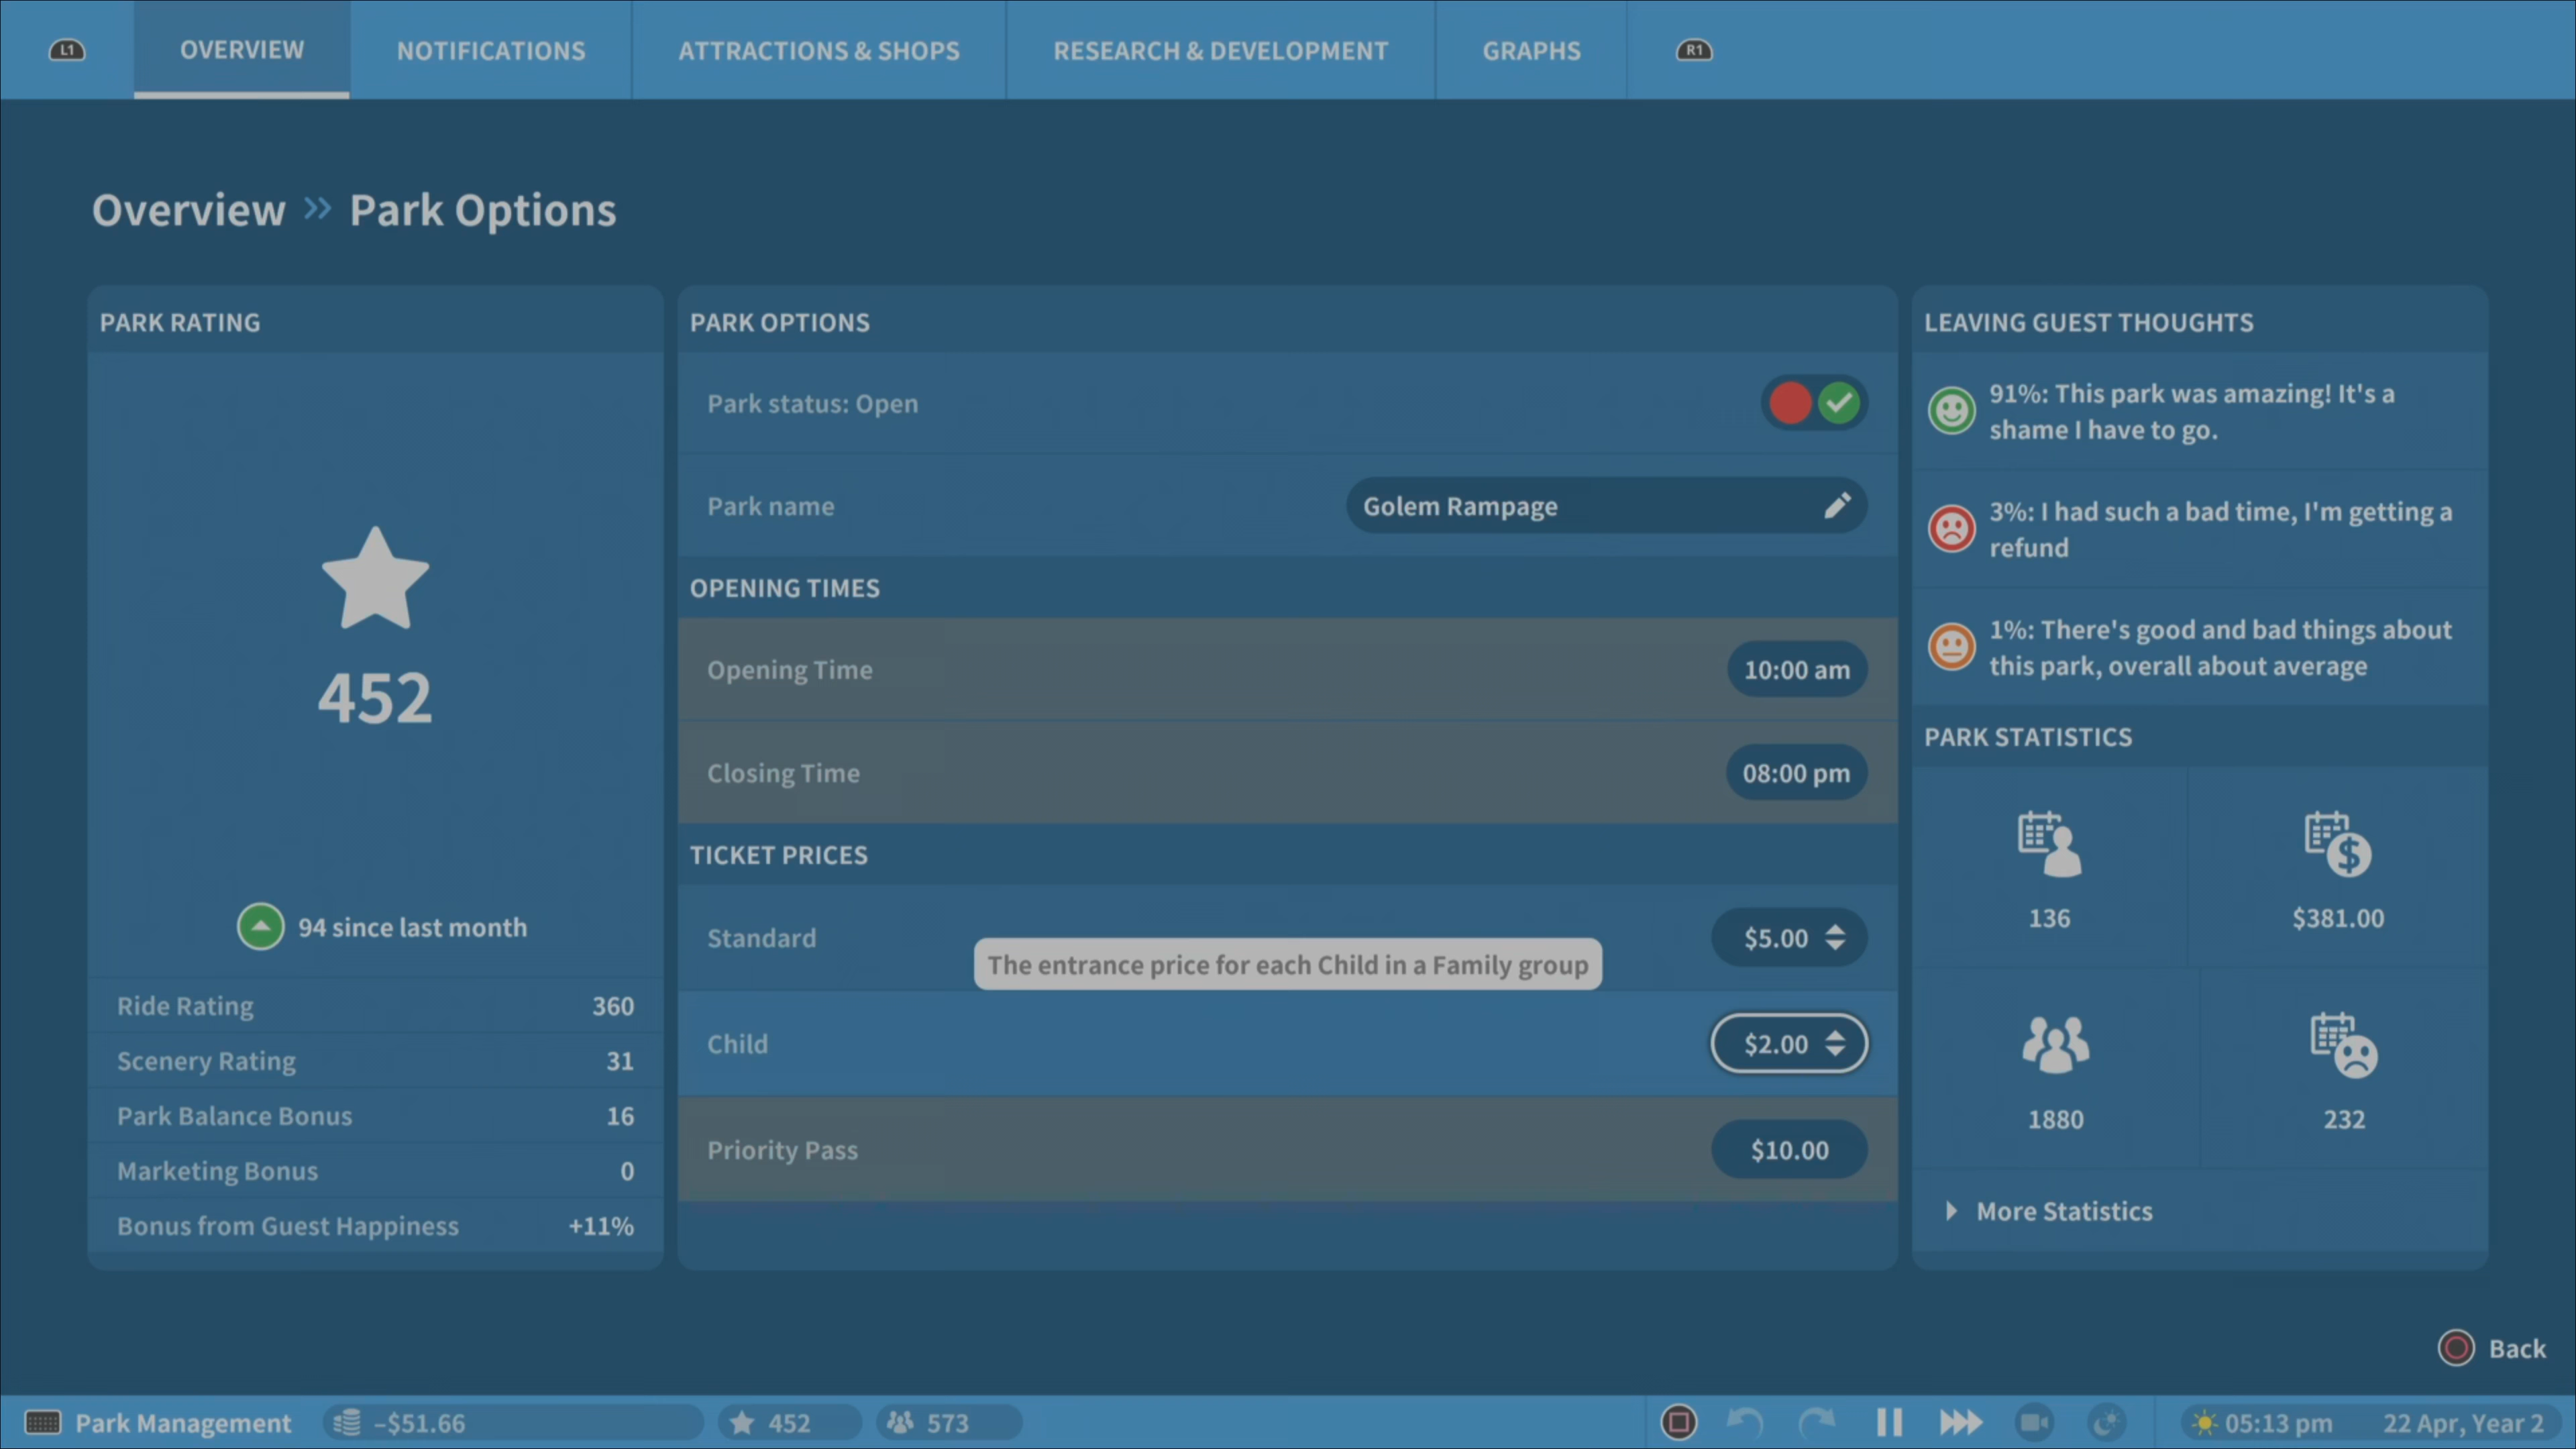 L1 OVERVIEW NOTIFICATIONS ATTRACTIONS & SHOPS RESEARCH & DEVELOPMENT GRAPHS R1
Overview » Park Options
PARK RATING
452
94 since last month
Ride Rating 360
Scenery Rating 31
Park Balance Bonus 16
Marketing Bonus 0
Bonus from Guest Happiness +11%
PARK OPTIONS
Park status: Open
Park name Golem Rampage
OPENING TIMES
Opening Time 10:00 am
Closing Time 08:00 pm
TICKET PRICES
Standard $5.00
The entrance price for each Child in a Family group
Child $2.00
Priority Pass $10.00
LEAVING GUEST THOUGHTS
91%: This park was amazing! It's a
shame I have to go.
3%: I had such a bad time, I'm getting a
refund
1%: There's good and bad things about
this park, overall about average
PARK STATISTICS
136 $381.00
1880 232
More Statistics
Back
Park Management –$51.66 452 573 05:13 pm 22 Apr, Year 2